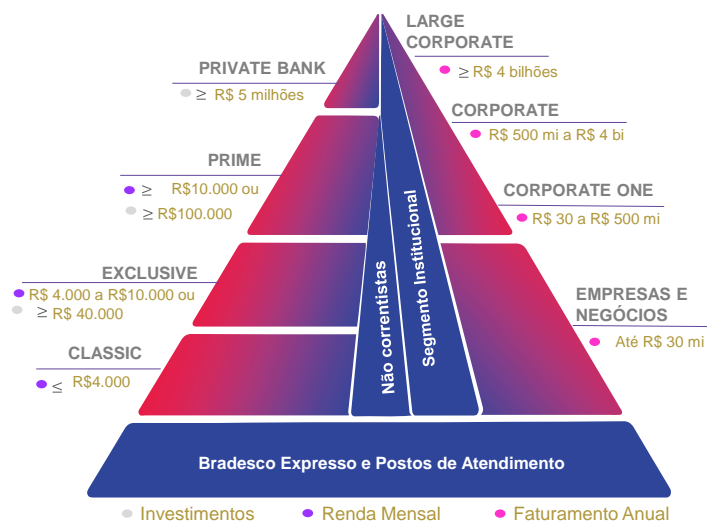 LARGE
CORPORATE
≥ R$ 4 bilhões
PRIVATE BANK
≥ R$ 5 milhões
CORPORATE
R$ 500 mi a R$ 4 bi
PRIME
≥ R$10.000 ou
≥ R$100.000
CORPORATE ONE
R$ 30 a R$ 500 mi
EXCLUSIVE
R$ 4.000 a R$10.000 ou
≥ R$ 40.000
EMPRESAS E
NEGÓCIOS
Até R$ 30 mi
CLASSIC
≤ R$4.000
Não correntistas
Segmento Institucional
Bradesco Expresso e Postos de Atendimento
Investimentos
Renda Mensal
Faturamento Anual